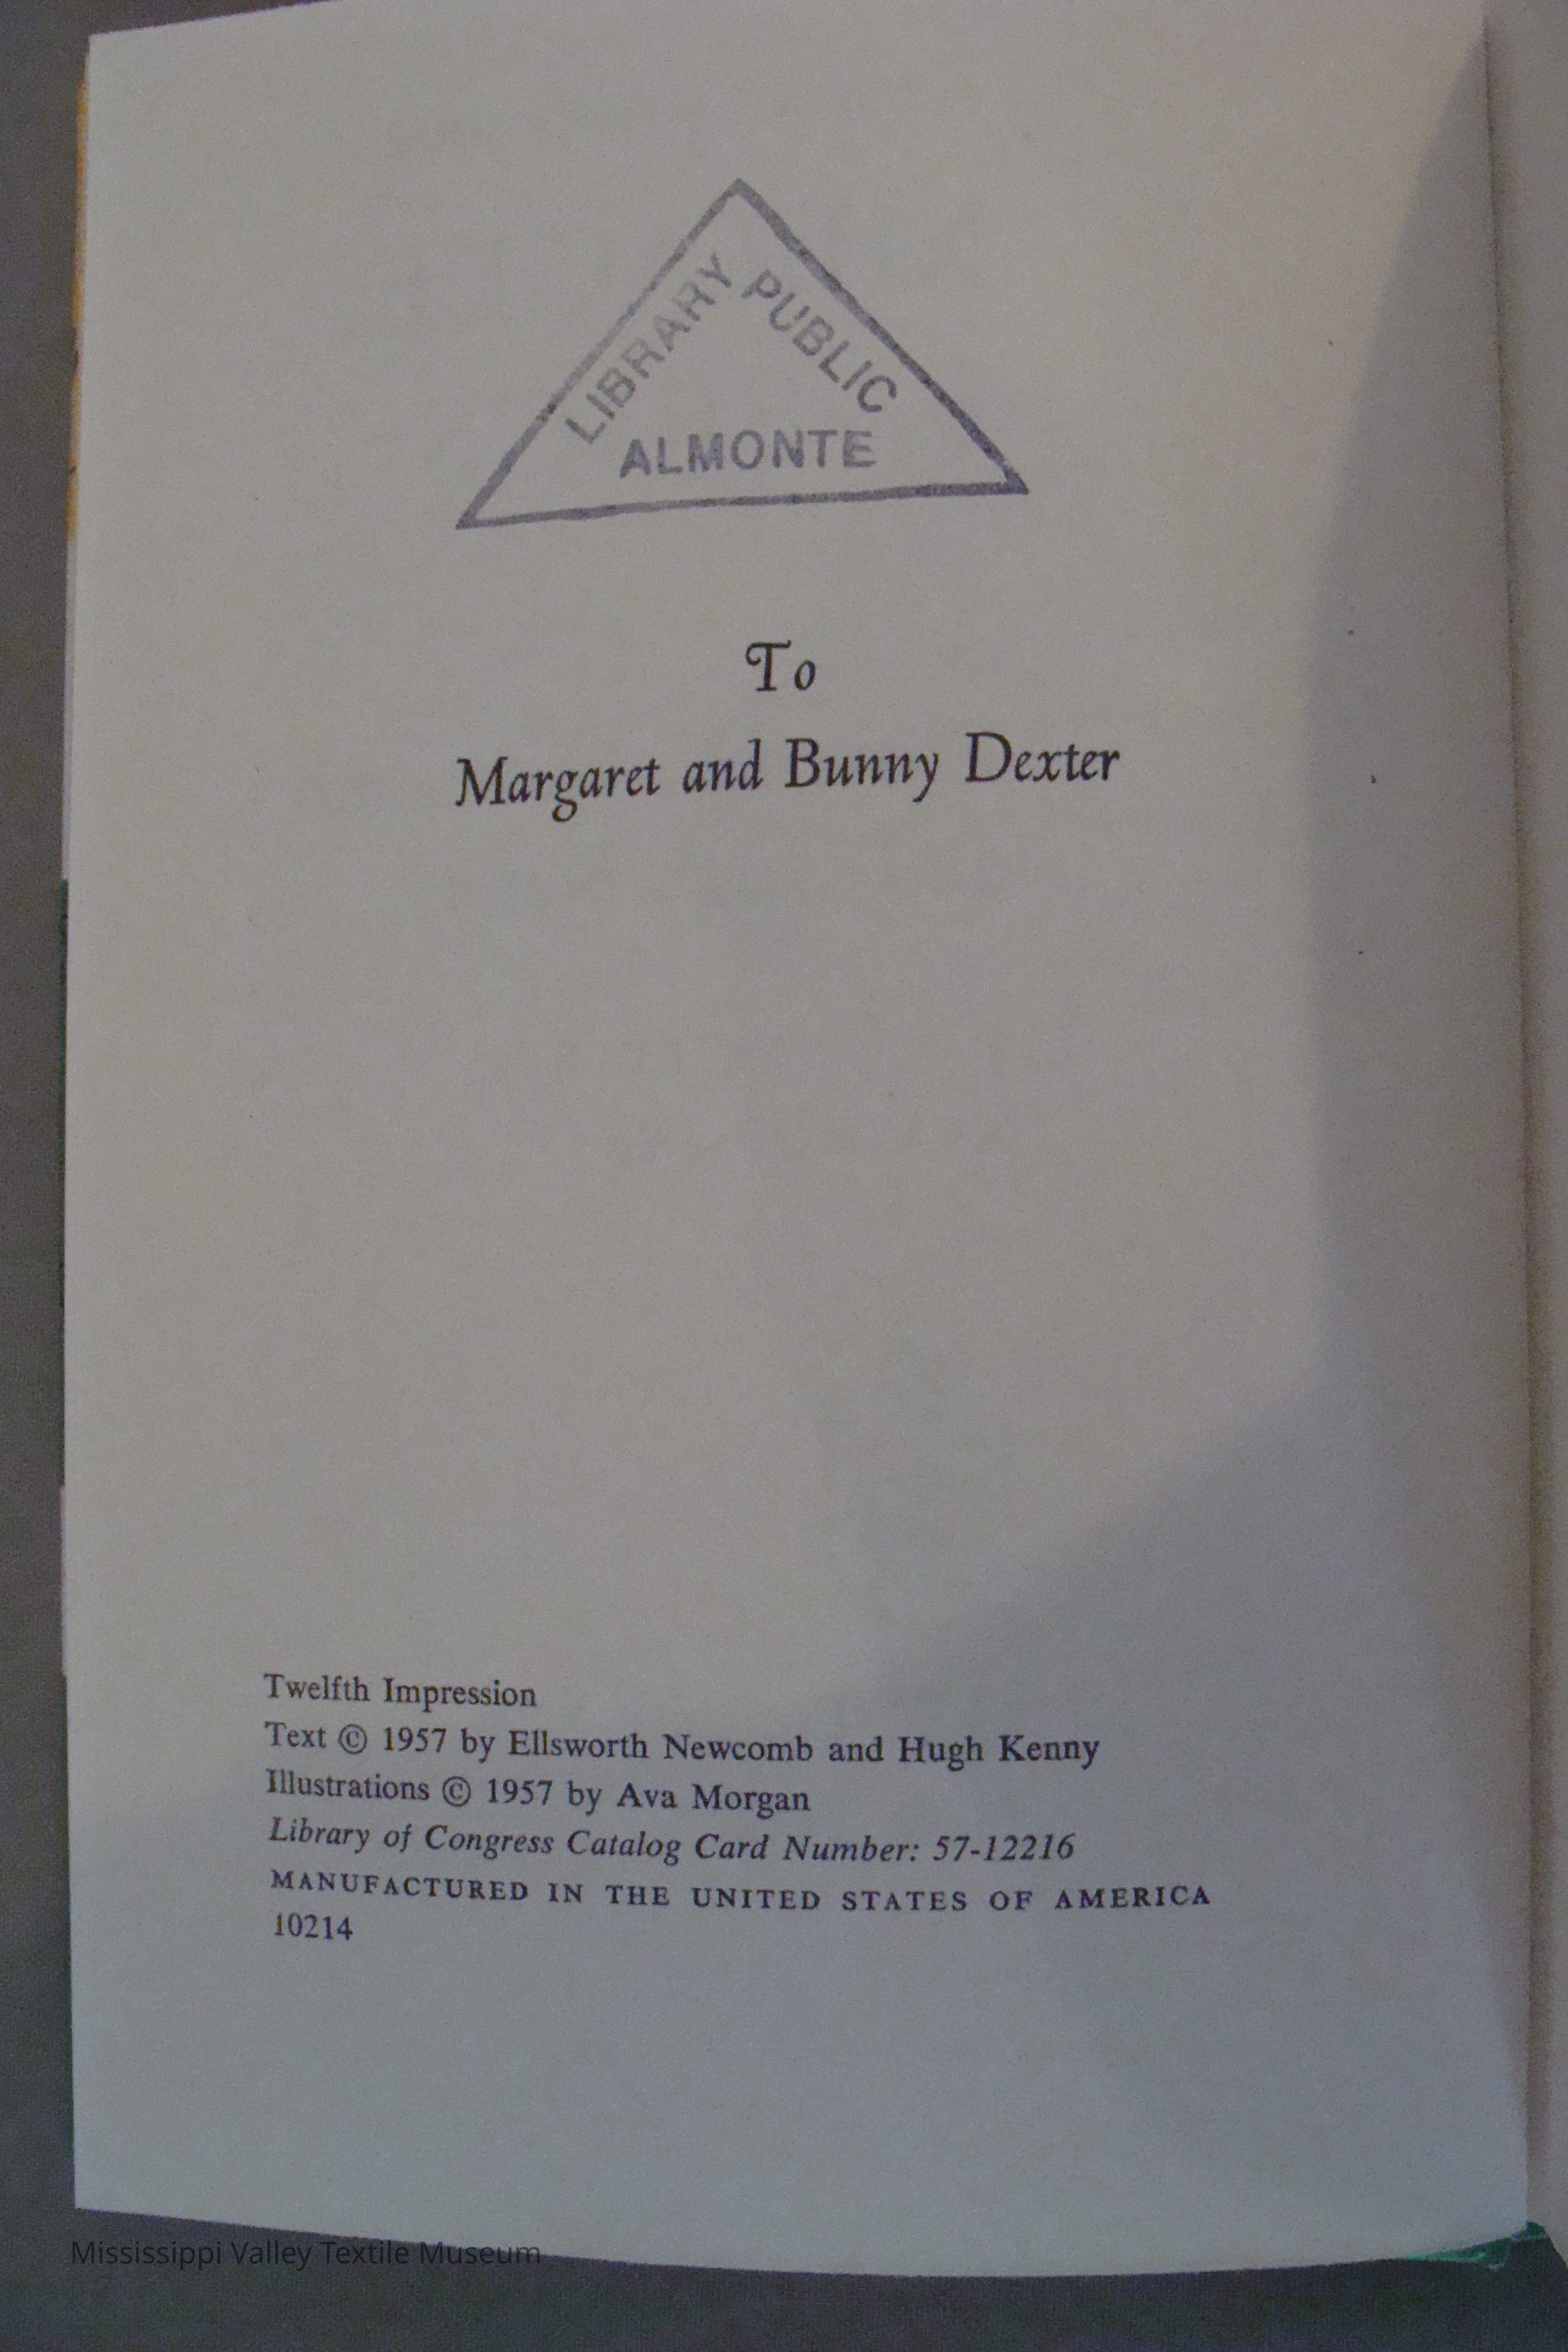 LIBRARY
PUBLIC
ALMONTE
To
Margaret and Bunny Dexter
Twelfth Impression
Text © 1957 by Ellsworth Newcomb and Hugh Kenny
Illustrations © 1957 by Ava Morgan
Library of Congress Catalog Card Number: 57-12216
MANUFACTURED IN THE UNITED STATES OF AMERICA
10214
Mississippi Valley Textile Museum